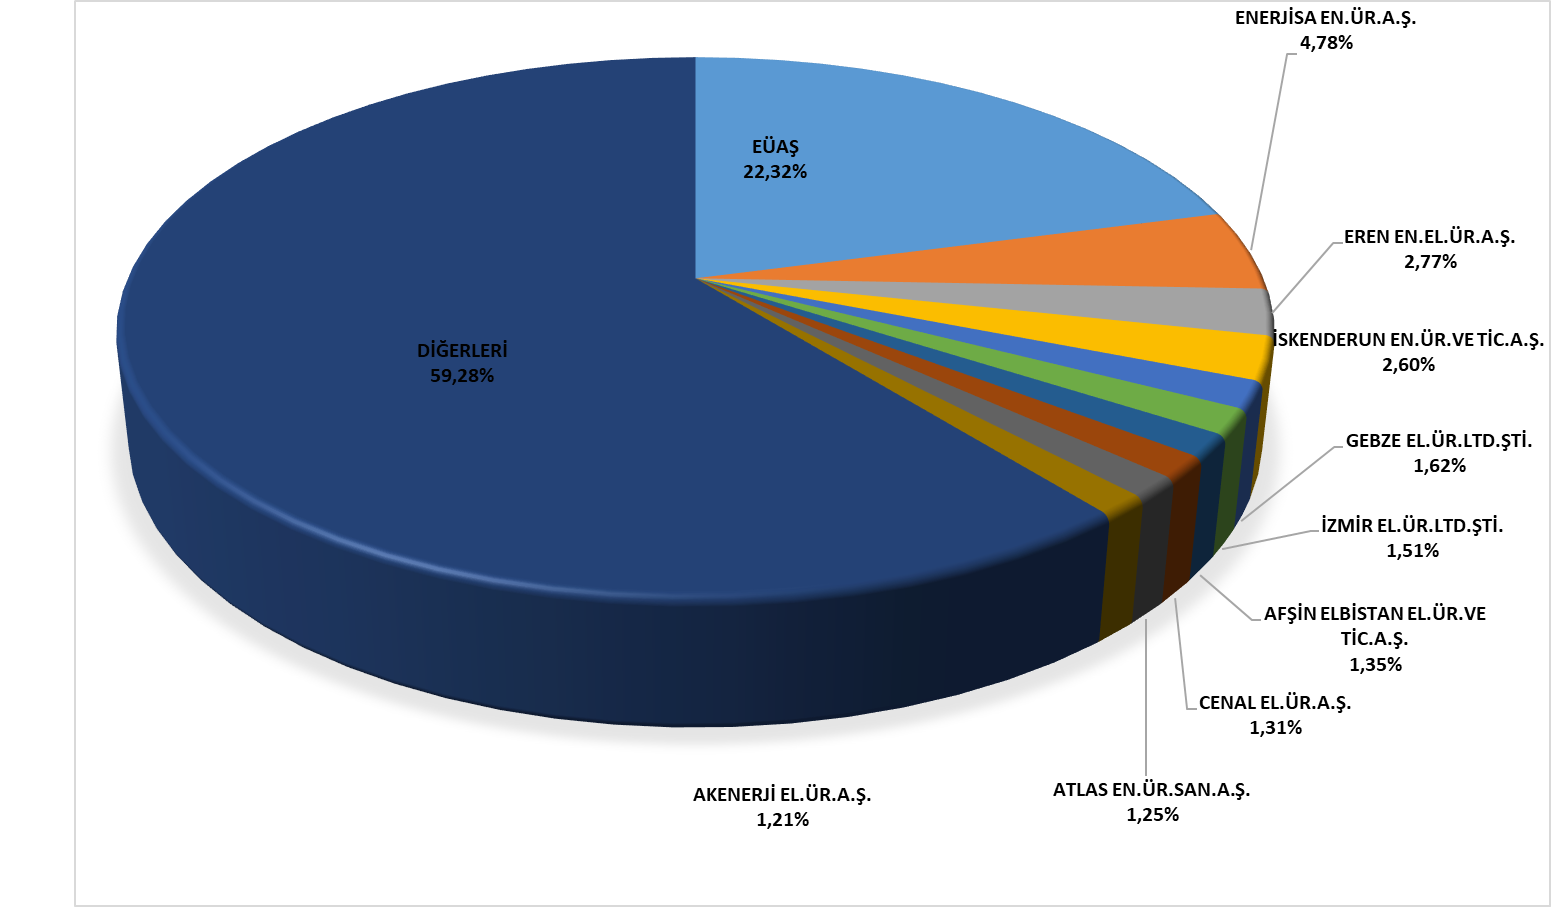 ENERJİSA EN.ÜR.A.Ş.
4,78%
EÜAŞ
22,32%
EREN EN.EL.ÜR.A.Ş.
2,77%
İSKENDERUN EN.ÜR.VE TİC.A.Ş.
2,60%
DİĞERLERİ
59,28%
GEBZE EL.ÜR.LTD.ŞTİ.
1,62%
İZMİR EL.ÜR.LTD.ŞTİ.
1,51%
AFŞİN ELBİSTAN EL.ÜR.VE
TİC.A.Ş.
1,35%
CENAL EL.ÜR.A.Ş.
1,31%
ATLAS EN.ÜR.SAN.A.Ş.
1,25%
AKENERJİ EL.ÜR.A.Ş.
1,21%